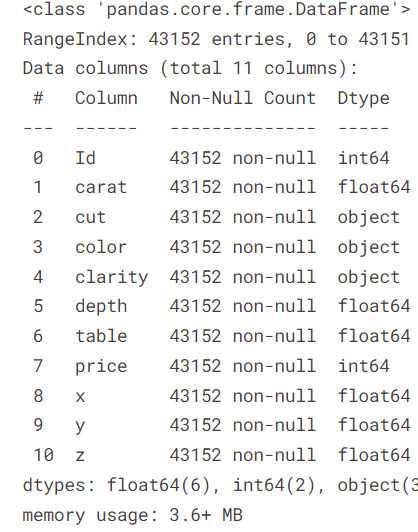 <class 'pandas.core.frame.DataFrame'>
RangeIndex: 43152 entries, 0 to 43151
Data columns (total 11 columns):
 #   Column   Non-Null Count  Dtype
---  ------   --------------  -----
 0   Id       43152 non-null  int64
 1   carat    43152 non-null  float64
 2   cut      43152 non-null  object
 3   color    43152 non-null  object
 4   clarity  43152 non-null  object
 5   depth    43152 non-null  float64
 6   table    43152 non-null  float64
 7   price    43152 non-null  int64
 8   x        43152 non-null  float64
 9   y        43152 non-null  float64
 10  z        43152 non-null  float64
dtypes: float64(6), int64(2), object(3
memory usage: 3.6+ MB